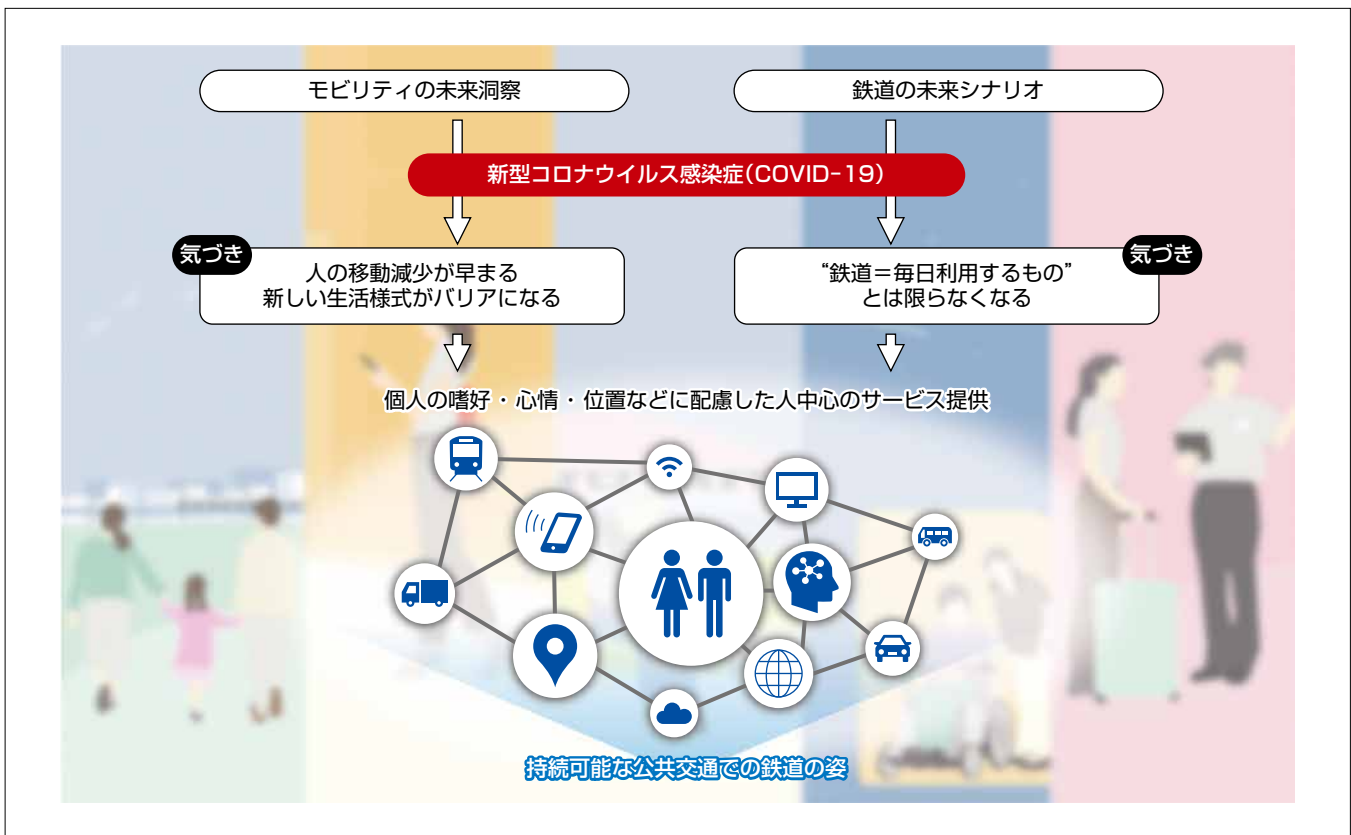 モビリティの未来洞察
鉄道の未来シナリオ
新型コロナウイルス感染症(COVID-19)
気づき
人の移動減少が早まる
新しい生活様式がバリアになる
気づき
“鉄道＝毎日利用するもの”
とは限らなくなる
個人の嗜好・心情・位置などに配慮した人中心のサービス提供
持続可能な公共交通での鉄道の姿